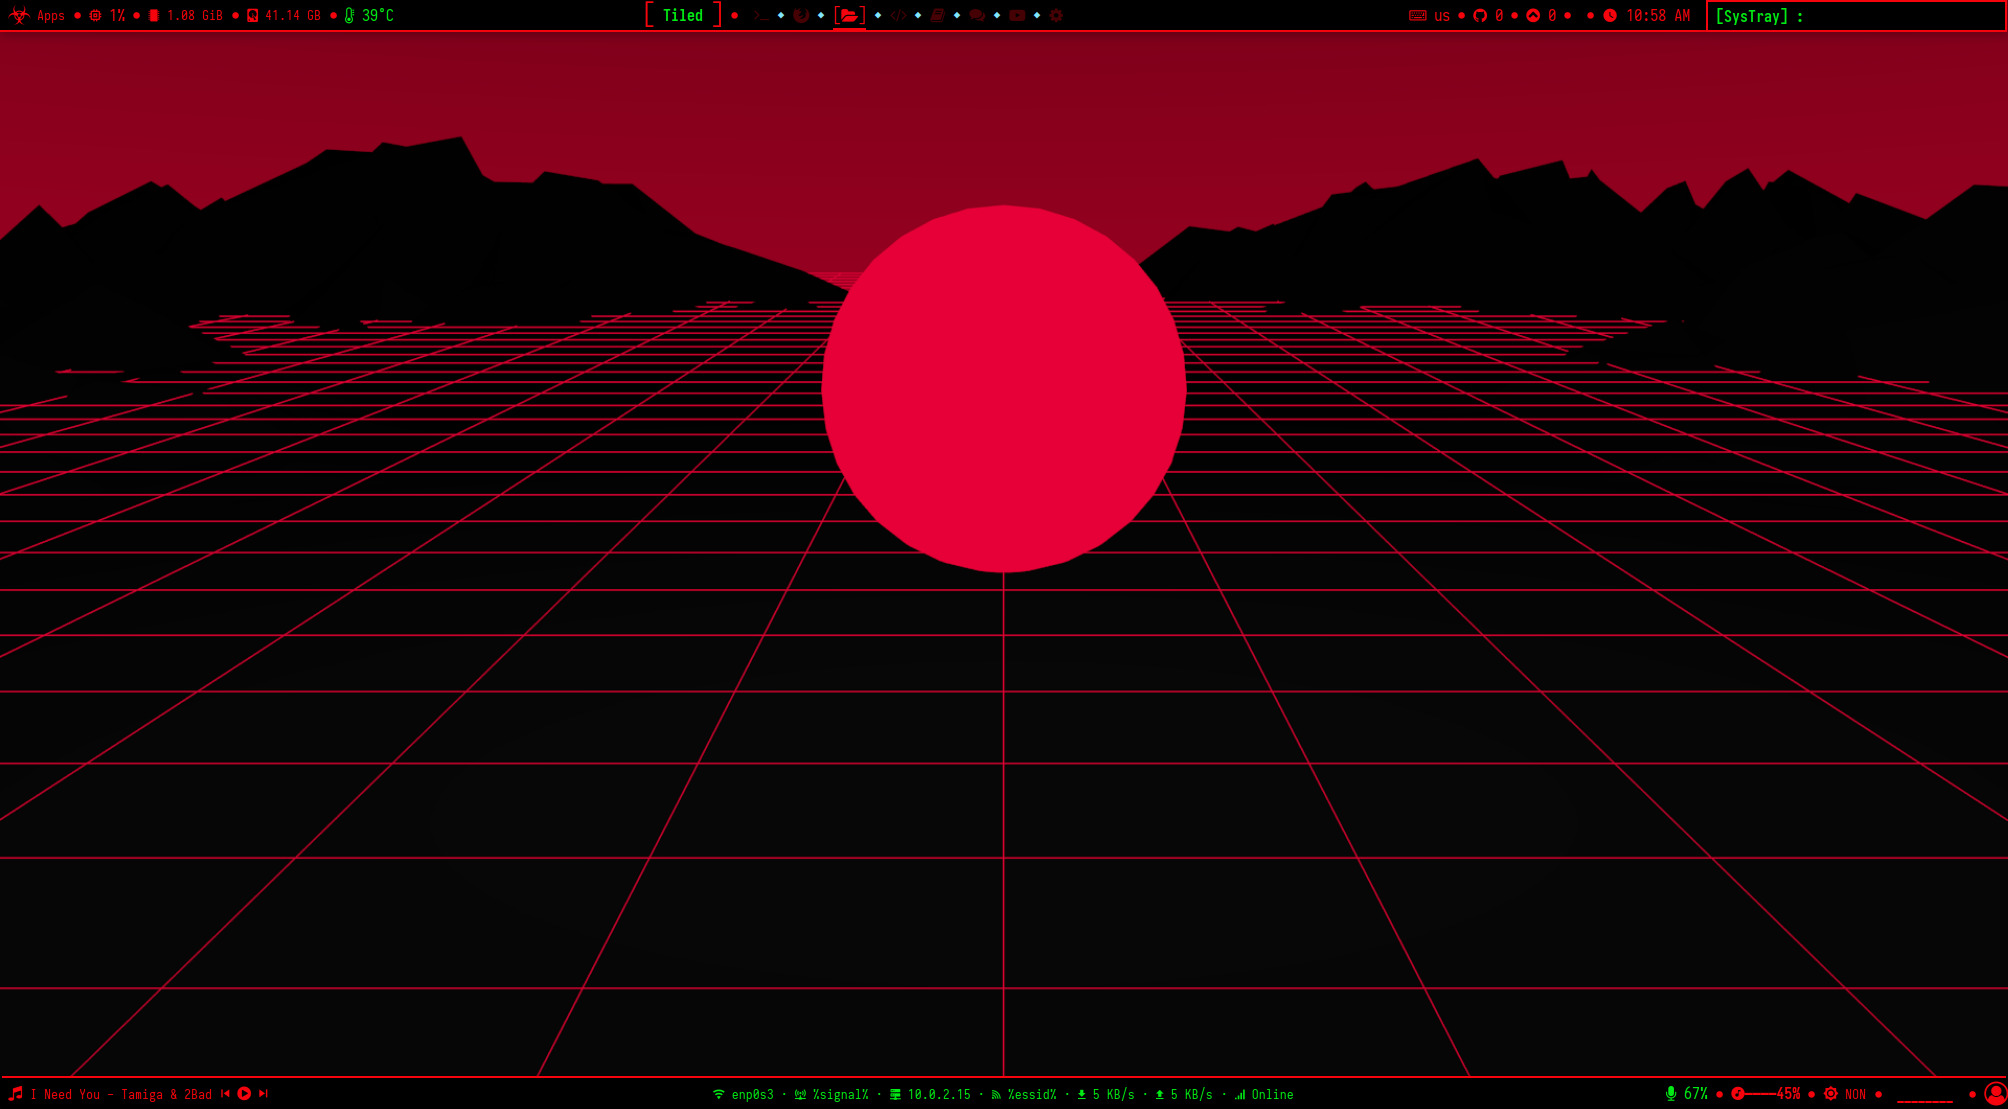 Apps 1% 1.08 GiB 41.14 GB 39°C [ Tiled ] us 0 0 10:58 AM [SysTray] :
I Need You - Tamiga & 2Bad enp0s3 · %signal% · 10.0.2.15 · %essid% · 5 KB/s · 5 KB/s · Online 67% 45% NON